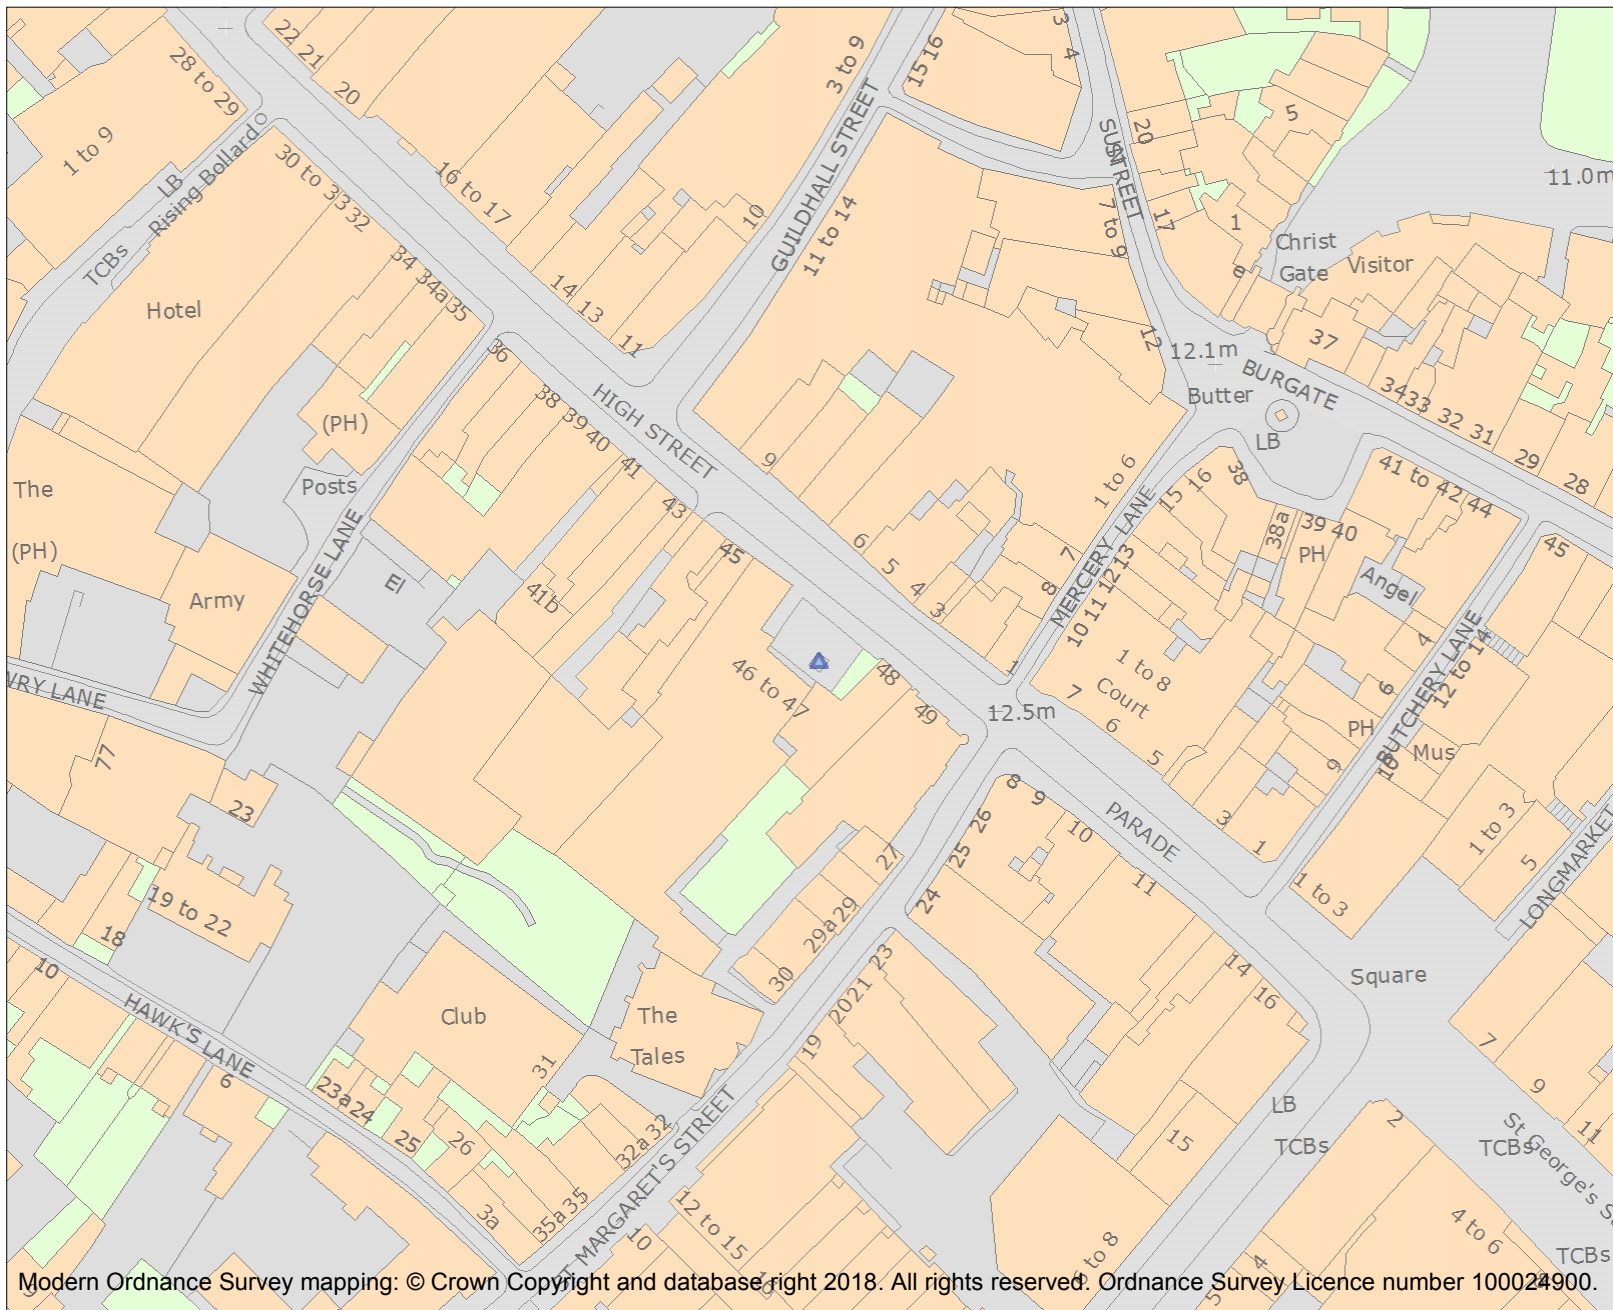 22 21
28 to 29
20
3 to 9
15 16
3
4
1 to 9
LB
Rising Bollard
TCBs
30 to 33
32
16 to 17
10
GUILDHALL STREET
11 to 14
SUN STREET
20
5
11.0m
17
7 to 9
1
Christ
Gate
Visitor
Hotel
34 34a 35
14 13
11
36
12
12.1m
37
BURGATE
Butter
LB
34 33 32 31
29
28
(PH)
38 39 40
41
HIGH STREET
9
43
45
1 to 6
15 16
38
41 to 42 44
The
(PH)
Posts
38a
39 40
PH
45
Angel
6
5
4
3
7
8
MERCERY LANE
10 11 12 13
El
41b
Army
WHITEHORSE LANE
46 to 47
48
49
1
12.5m
1 to 8
Court
7
6
5
4
6
BUTCHERY LANE
12 to 14
PH
Mus
9
10
3
1
77
23
8
9
10
PARADE
11
26
25
24
27
1 to 3
1 to 3
5
LONGMARKET
19 to 22
18
10
HAWK'S LANE
6
29a 29
30
23
20 21
19
14
16
Square
7
9
11
Club
The
Tales
31
23a 24
25
26
3a
32a 32
35a 35
ST MARGARET'S STREET
10
12 to 15
16
15
LB
TCBs
2
TCBs
St George's S
4 to 6
TCBs
6 to 8
4
5
Modern Ordnance Survey mapping: © Crown Copyright and database right 2018. All rights reserved. Ordnance Survey Licence number 100024900.